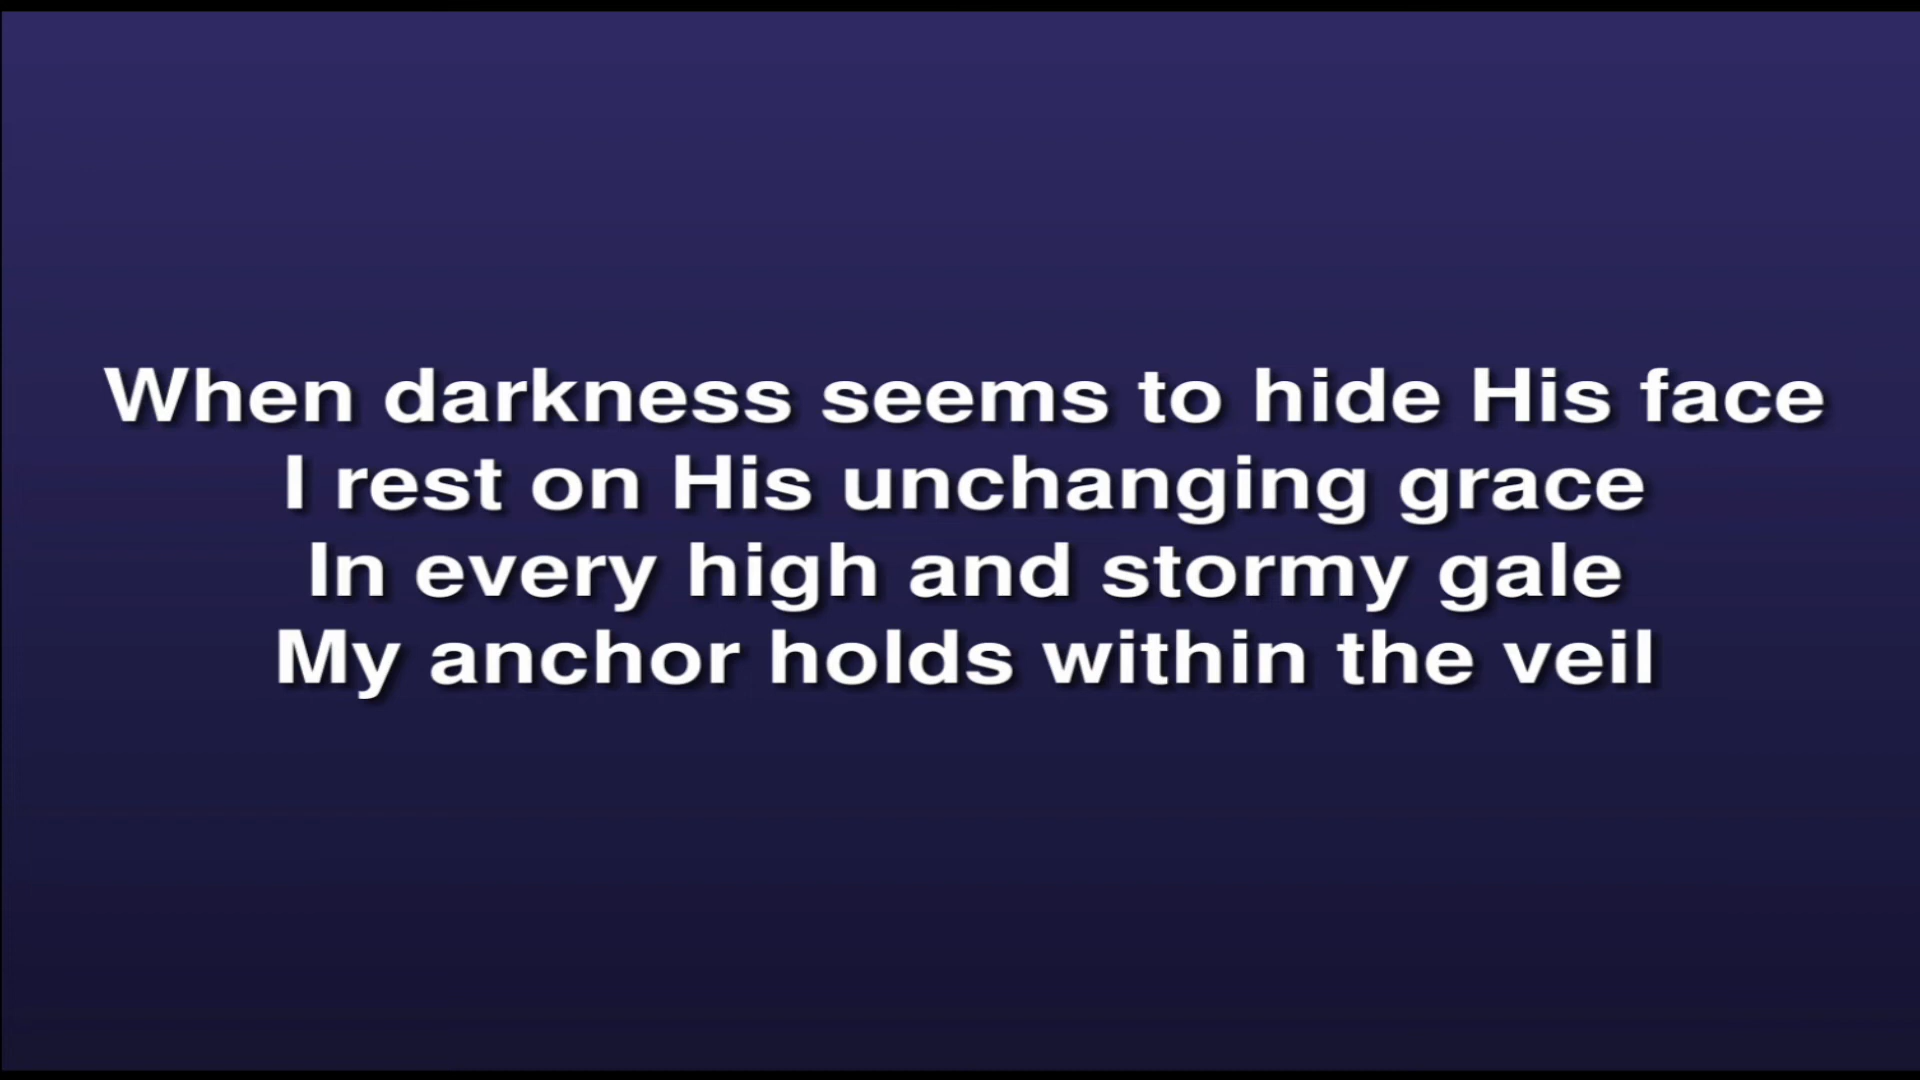 When darkness seems to hide His face
I rest on His unchanging grace
In every high and stormy gale
My anchor holds within the veil